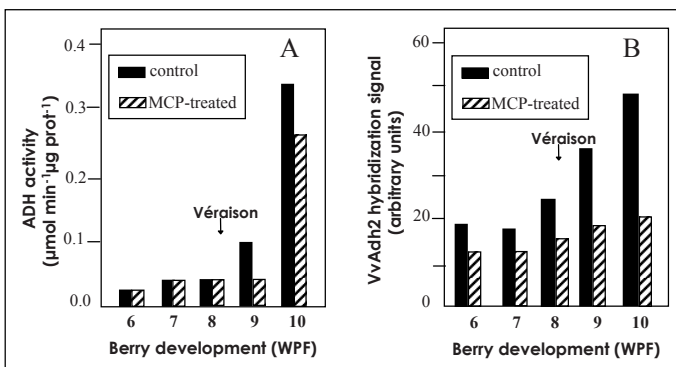 A
0.4
0.3
0.2
0.1
0.0
ADH activity
(µmol min⁻¹µg prot⁻¹)
control
MCP-treated
Véraison
6 7 8 9 10
Berry development (WPF)
B
60
40
20
0
VvAdh2 hybridization signal
(arbitrary units)
control
MCP-treated
Véraison
6 7 8 9 10
Berry development (WPF)